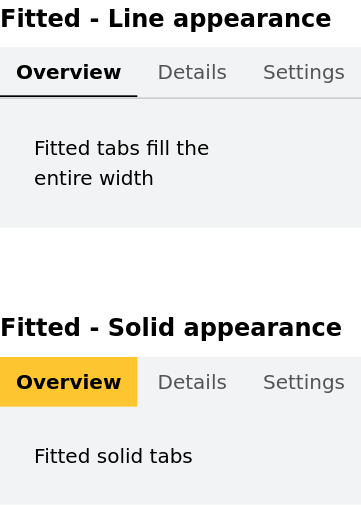 Fitted - Line appearance
Overview Details Settings
Fitted tabs fill the
entire width
Fitted - Solid appearance
Overview Details Settings
Fitted solid tabs